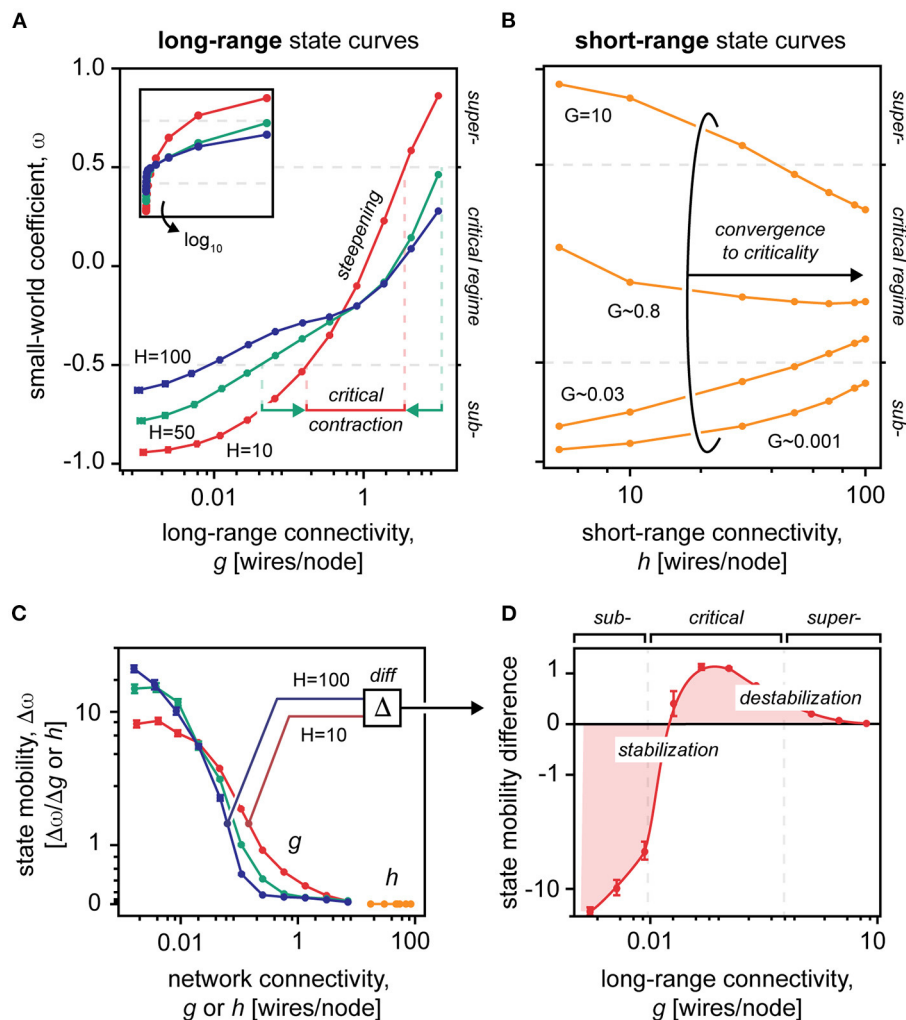 A
long-range state curves
small-world coefficient, ω
1.0
0.5
0.0
-0.5
-1.0
log10
steepening
H=100
H=50
H=10
critical
contraction
super-
critical regime
sub-
0.01
1
long-range connectivity,
g [wires/node]
B
short-range state curves
G=10
convergence
to criticality
G~0.8
G~0.03
G~0.001
super-
critical regime
sub-
10
100
short-range connectivity,
h [wires/node]
C
state mobility, Δω
[Δω/Δg or h]
10
1
0
H=100
H=10
diff
Δ
g
h
0.01
1
100
network connectivity,
g or h [wires/node]
D
sub-
critical
super-
state mobility difference
1
0
-1
-10
destabilization
stabilization
0.01
10
long-range connectivity,
g [wires/node]